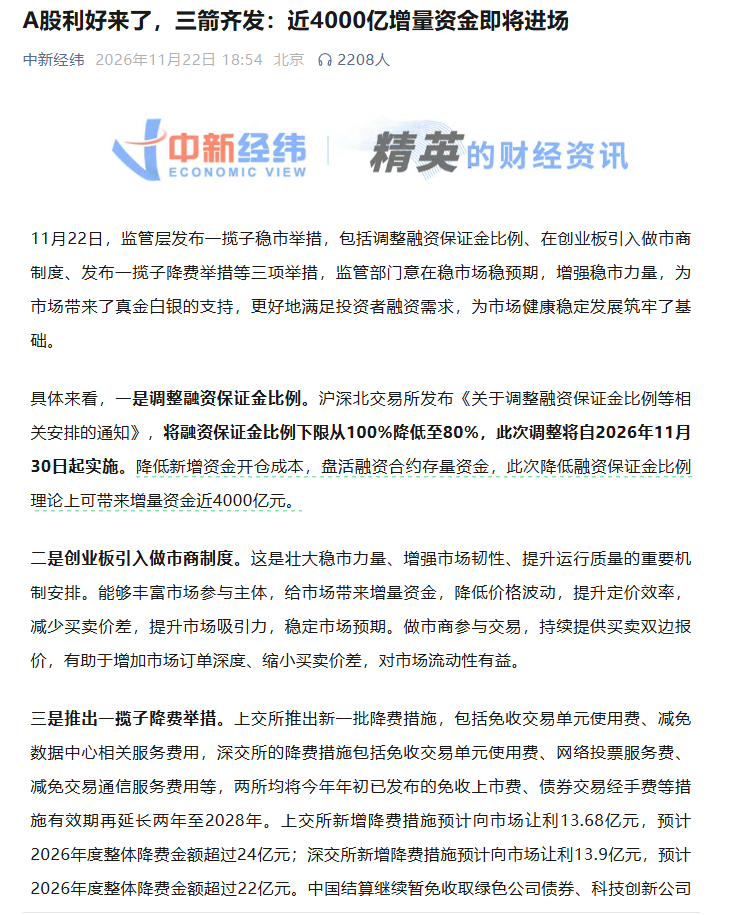 A股利好来了，三箭齐发：近4000亿增量资金即将进场
中新经纬 2026年11月22日 18:54 北京 2208人
中新经纬 精英的财经资讯
ECONOMIC VIEW
11月22日，监管层发布一揽子稳市举措，包括调整融资保证金比例、在创业板引入做市商
制度、发布一揽子降费举措等三项举措，监管部门意在稳市场稳预期，增强稳市力量，为
市场带来了真金白银的支持，更好地满足投资者融资需求，为市场健康稳定发展筑牢了基
础。
具体来看，一是调整融资保证金比例。沪深北交易所发布《关于调整融资保证金比例等相
关安排的通知》，将融资保证金比例下限从100%降低至80%，此次调整将自2026年11月
30日起实施。降低新增资金开仓成本，盘活融资合约存量资金，此次降低融资保证金比例
理论上可带来增量资金近4000亿元。
二是创业板引入做市商制度。这是壮大稳市力量、增强市场韧性、提升运行质量的重要机
制安排。能够丰富市场参与主体，给市场带来增量资金，降低价格波动，提升定价效率，
减少买卖价差，提升市场吸引力，稳定市场预期。做市商参与交易，持续提供买卖双边报
价，有助于增加市场订单深度、缩小买卖价差，对市场流动性有益。
三是推出一揽子降费举措。上交所推出新一批降费措施，包括免收交易单元使用费、减免
数据中心相关服务费用，深交所的降费措施包括免收交易单元使用费、网络投票服务费、
减免交易通信服务费用等，两所均将今年年初已发布的免收上市费、债券交易经手费等措
施有效期再延长两年至2028年。上交所新增降费措施预计向市场让利13.68亿元，预计
2026年度整体降费金额超过24亿元；深交所新增降费措施预计向市场让利13.9亿元，预计
2026年度整体降费金额超过22亿元。中国结算继续暂免收取绿色公司债券、科技创新公司